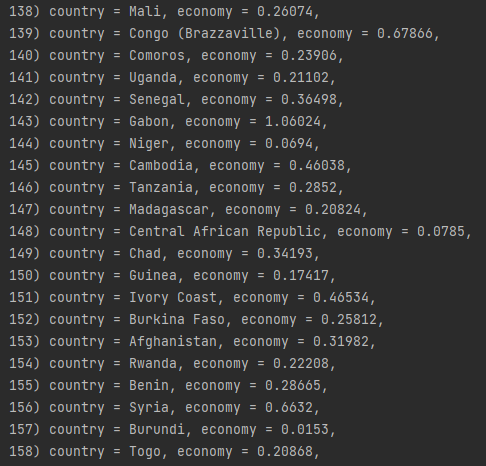 138) country = Mali, economy = 0.26074,
139) country = Congo (Brazzaville), economy = 0.67866,
140) country = Comoros, economy = 0.23906,
141) country = Uganda, economy = 0.21102,
142) country = Senegal, economy = 0.36498,
143) country = Gabon, economy = 1.06024,
144) country = Niger, economy = 0.0694,
145) country = Cambodia, economy = 0.46038,
146) country = Tanzania, economy = 0.2852,
147) country = Madagascar, economy = 0.20824,
148) country = Central African Republic, economy = 0.0785,
149) country = Chad, economy = 0.34193,
150) country = Guinea, economy = 0.17417,
151) country = Ivory Coast, economy = 0.46534,
152) country = Burkina Faso, economy = 0.25812,
153) country = Afghanistan, economy = 0.31982,
154) country = Rwanda, economy = 0.22208,
155) country = Benin, economy = 0.28665,
156) country = Syria, economy = 0.6632,
157) country = Burundi, economy = 0.0153,
158) country = Togo, economy = 0.20868,